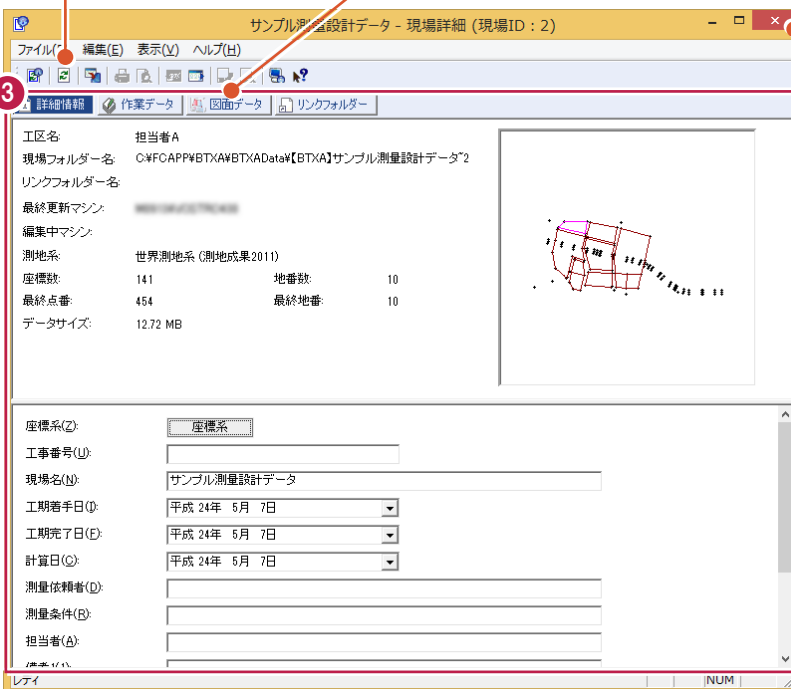 サンプル測量設計データ - 現場詳細 (現場ID : 2)
ファイル(F) 編集(E) 表示(V) ヘルプ(H)
3
詳細情報 作業データ 図面データ リンクフォルダー
工区名: 担当者A
現場フォルダー名: C:¥FCAPP¥BTXA¥BTXAData¥【BTXA】サンプル測量設計データ~2
リンクフォルダー名:
最終更新マシン:
編集中マシン:
測地系: 世界測地系 (測地成果2011)
座標数: 141 地番数: 10
最終点番: 454 最終地番: 10
データサイズ: 12.72 MB
座標系(Z): 座標系
工事番号(U):
現場名(N): サンプル測量設計データ
工期着手日(I): 平成 24年 5月 7日
工期完了日(F): 平成 24年 5月 7日
計算日(C): 平成 24年 5月 7日
測量依頼者(D):
測量条件(R):
担当者(A):
備考1(1):
レディ NUM